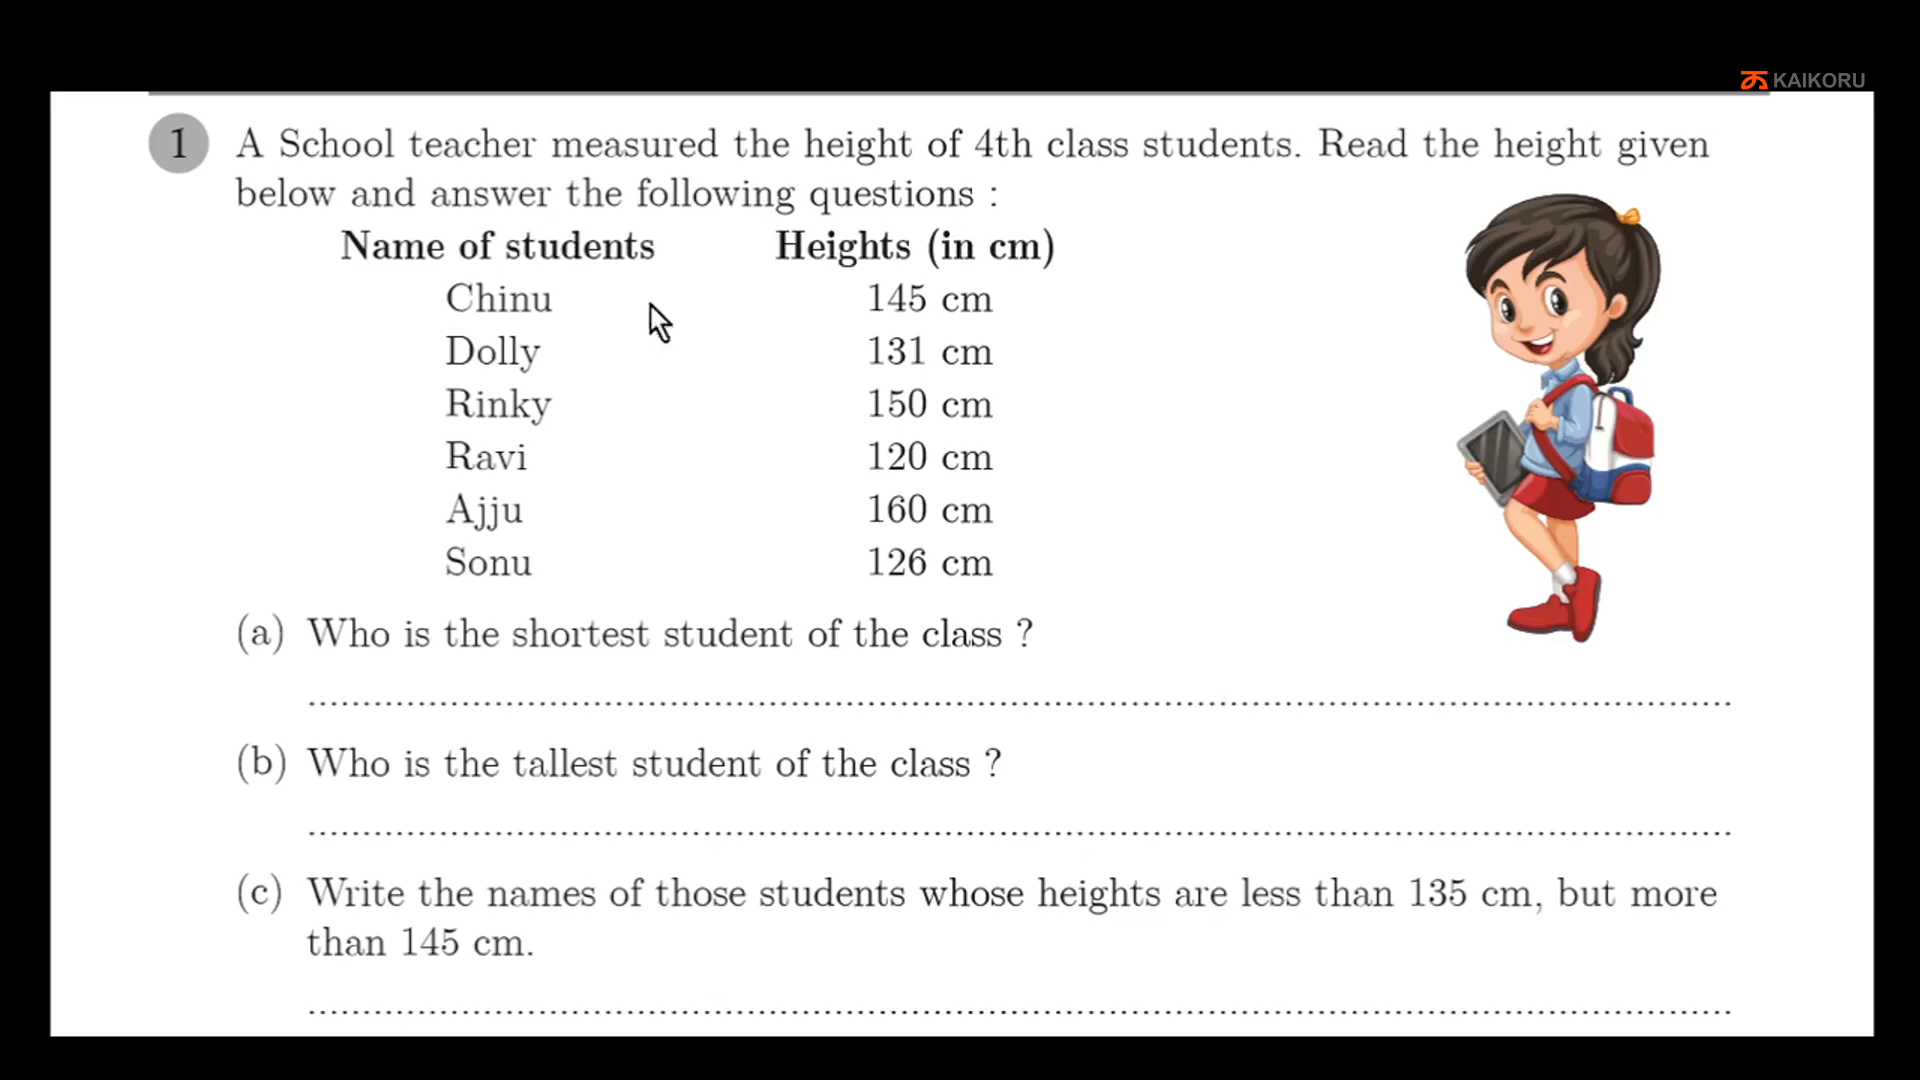 KAIKORU
1 A School teacher measured the height of 4th class students. Read the height given
below and answer the following questions :
Name of students Heights (in cm)
Chinu 145 cm
Dolly 131 cm
Rinky 150 cm
Ravi 120 cm
Ajju 160 cm
Sonu 126 cm
(a) Who is the shortest student of the class ?
(b) Who is the tallest student of the class ?
(c) Write the names of those students whose heights are less than 135 cm, but more
than 145 cm.